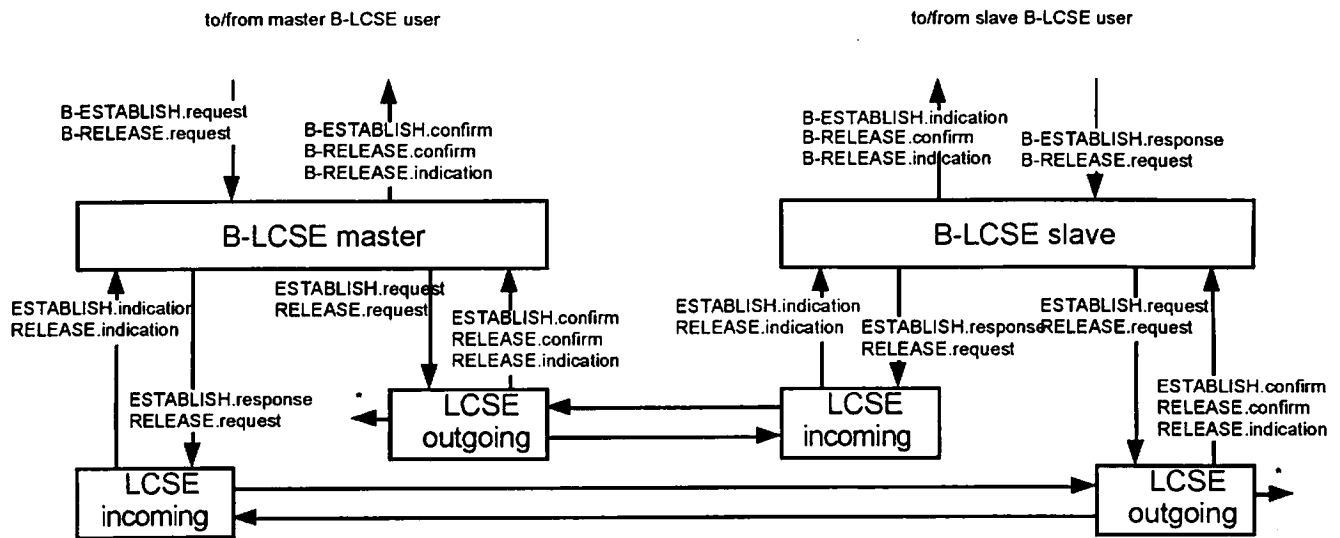 to/from master B-LCSE user
to/from slave B-LCSE user
B-ESTABLISH.request
B-RELEASE.request
B-ESTABLISH.confirm
B-RELEASE.confirm
B-RELEASE.indication
B-ESTABLISH.indication
B-RELEASE.confirm
B-RELEASE.indication
B-ESTABLISH.response
B-RELEASE.request
B-LCSE master
B-LCSE slave
ESTABLISH.indication
RELEASE.indication
ESTABLISH.request
RELEASE.request
ESTABLISH.confirm
RELEASE.confirm
RELEASE.indication
ESTABLISH.indication
RELEASE.indication
ESTABLISH.response
RELEASE.request
ESTABLISH.request
RELEASE.request
ESTABLISH.response
RELEASE.request
ESTABLISH.confirm
RELEASE.confirm
RELEASE.indication
*
LCSE
outgoing
LCSE
incoming
LCSE
incoming
LCSE
outgoing
*